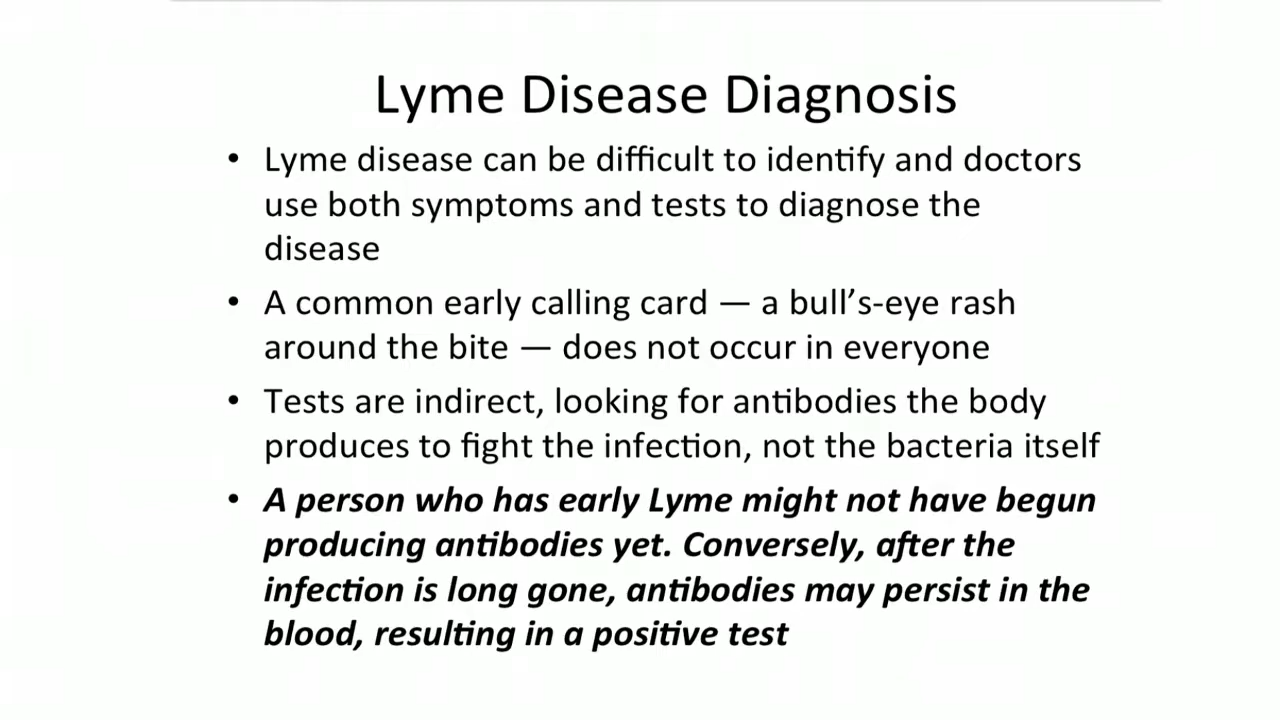 Lyme Disease Diagnosis
• Lyme disease can be difficult to identify and doctors
use both symptoms and tests to diagnose the
disease
• A common early calling card — a bull’s-eye rash
around the bite — does not occur in everyone
• Tests are indirect, looking for antibodies the body
produces to fight the infection, not the bacteria itself
• A person who has early Lyme might not have begun
producing antibodies yet. Conversely, after the
infection is long gone, antibodies may persist in the
blood, resulting in a positive test